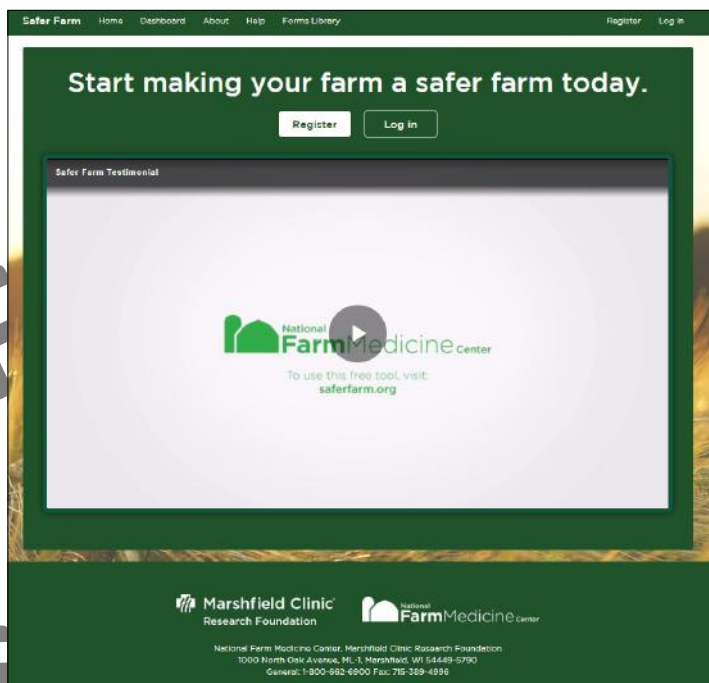 Safer Farm Home Dashboard About Help Forms Library Register Log in
Start making your farm a safer farm today.
Register Log in
Safer Farm Testimonial
National
FarmMedicine Center
To use this free tool, visit:
saferfarm.org
Marshfield Clinic
Research Foundation
National
FarmMedicine Center
National Farm Medicine Center, Marshfield Clinic Research Foundation
1000 North Oak Avenue, ML-1, Marshfield, WI 54449-5790
General: 1-800-662-6900 Fax: 715-389-4996